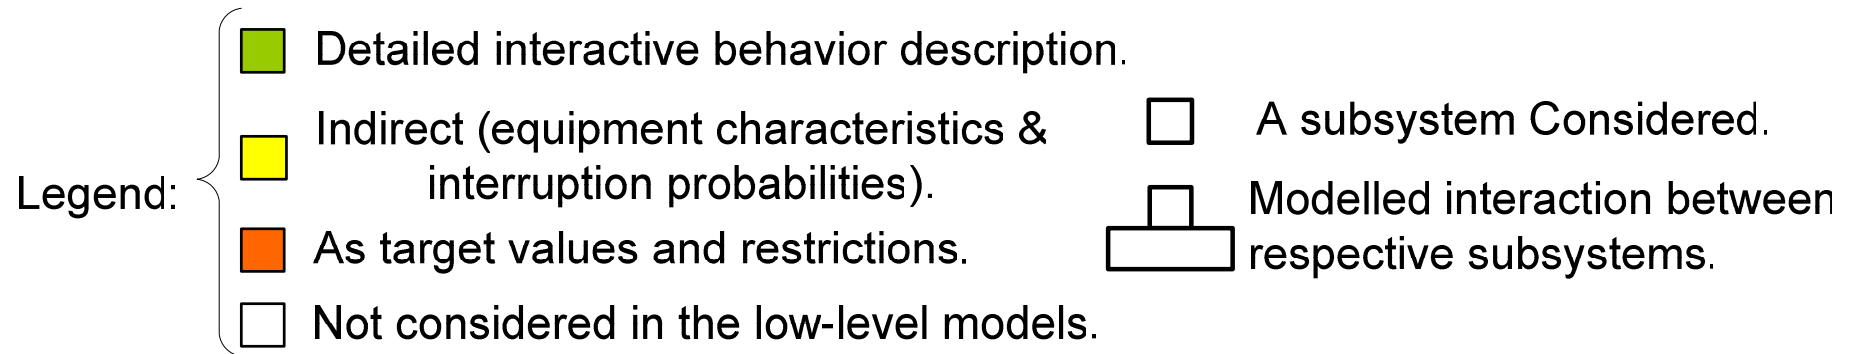 Legend:
Detailed interactive behavior description.
Indirect (equipment characteristics &
interruption probabilities).
As target values and restrictions.
Not considered in the low-level models.
A subsystem Considered.
Modelled interaction between
respective subsystems.